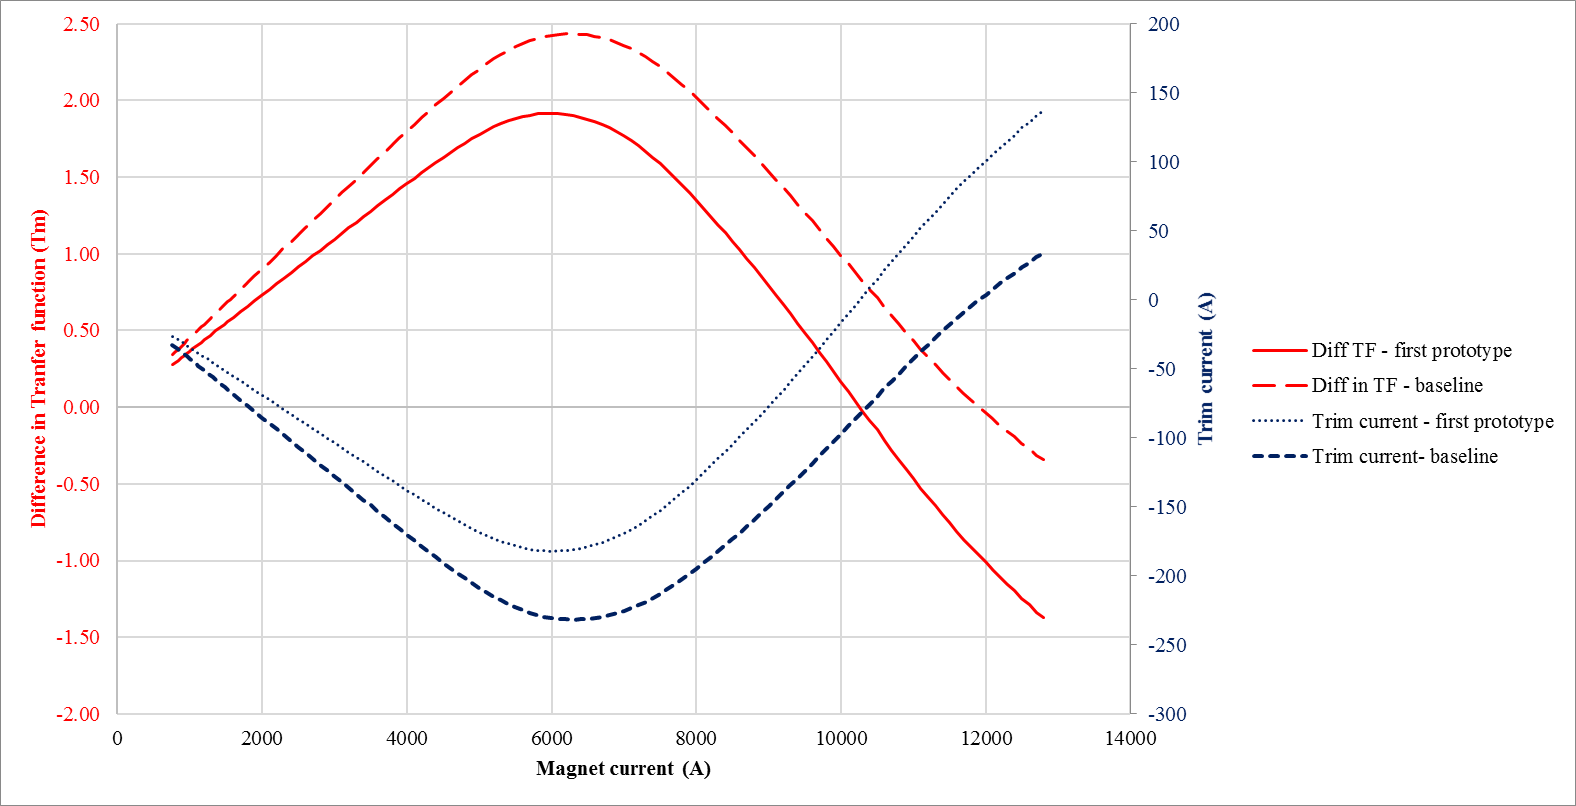 2.50
2.00
1.50
1.00
0.50
0.00
-0.50
-1.00
-1.50
-2.00
Difference in Tranfer function (Tm)
200
150
100
50
0
-50
-100
-150
-200
-250
-300
Trim current (A)
0 2000 4000 6000 8000 10000 12000 14000
Magnet current (A)
Diff TF - first prototype
Diff in TF - baseline
Trim current - first prototype
Trim current- baseline